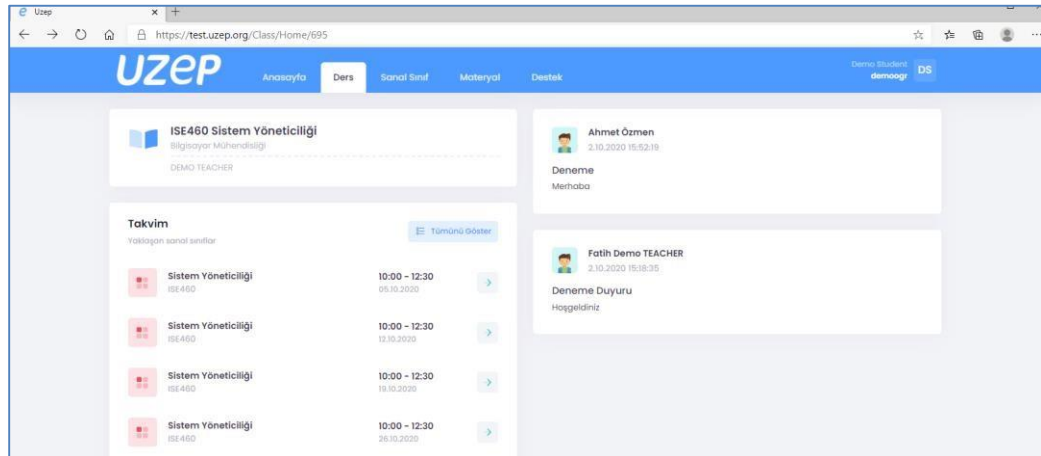 Uzep
https://test.uzep.org/Class/Home/695
uzep
Anasayfa Ders Sanal Sınıf Materyal Destek
Demo Student
demoogr
DS
ISE460 Sistem Yöneticiliği
Bilgisayar Mühendisliği
DEMO TEACHER
Takvim
Yaklaşan sanal sınıflar
Tümünü Göster
Sistem Yöneticiliği 10:00 - 12:30
ISE460 05.10.2020
Sistem Yöneticiliği 10:00 - 12:30
ISE460 12.10.2020
Sistem Yöneticiliği 10:00 - 12:30
ISE460 19.10.2020
Sistem Yöneticiliği 10:00 - 12:30
ISE460 26.10.2020
Ahmet Özmen
2.10.2020 15:52:19
Deneme
Merhaba
Fatih Demo TEACHER
2.10.2020 15:18:35
Deneme Duyuru
Hoşgeldiniz